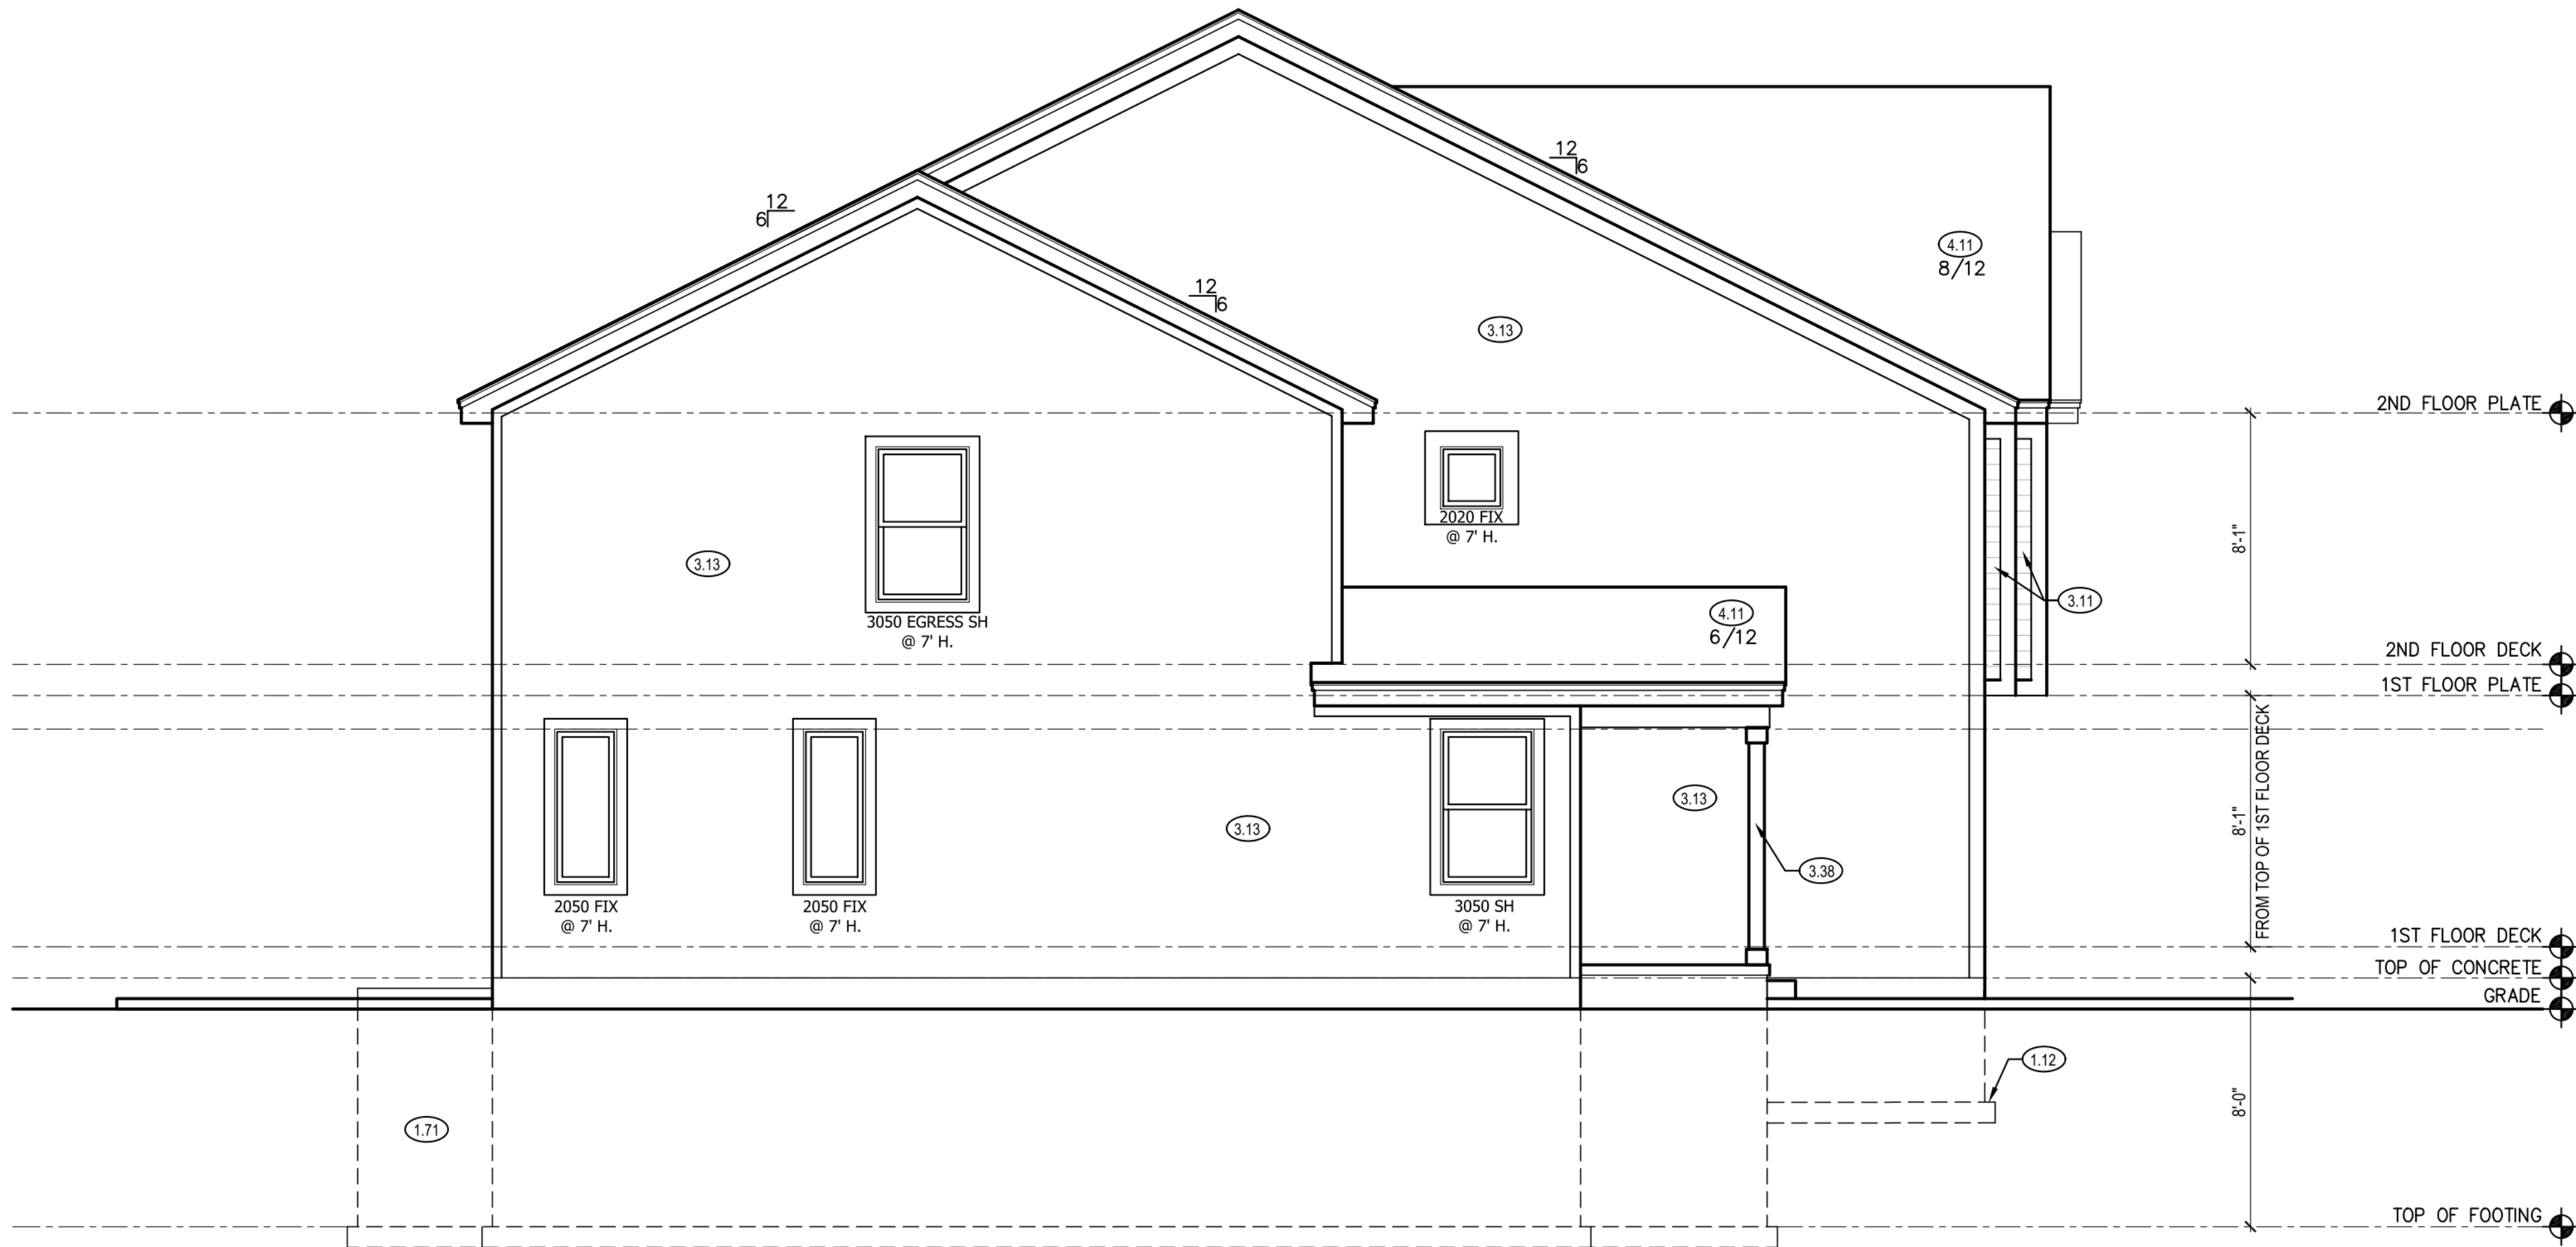 12
6
12
6
4.11
8/12
12
6
3.13
2ND FLOOR PLATE
2020 FIX
@ 7' H.
8'-1"
3.13
3.11
4.11
6/12
3050 EGRESS SH
@ 7' H.
2ND FLOOR DECK
1ST FLOOR PLATE
3.13
3.13
8'-1"
FROM TOP OF 1ST FLOOR DECK
3.38
2050 FIX
@ 7' H.
2050 FIX
@ 7' H.
3050 SH
@ 7' H.
1ST FLOOR DECK
TOP OF CONCRETE
GRADE
1.12
8'-0"
1.71
TOP OF FOOTING